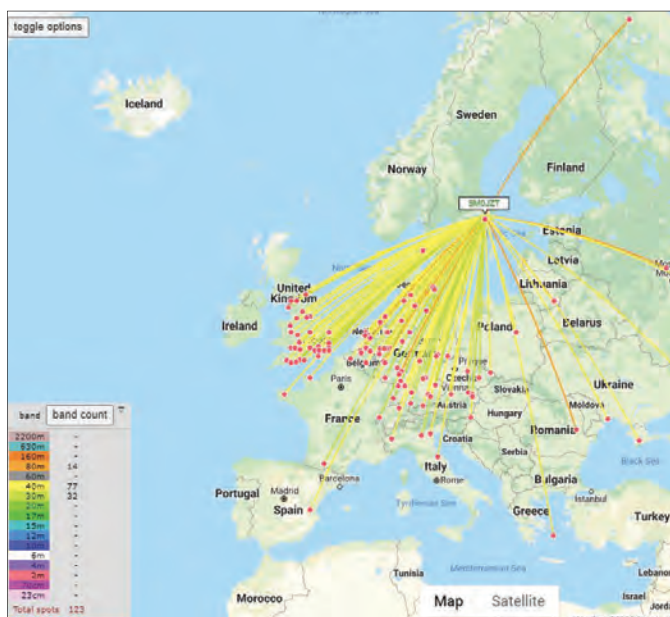 toggle options
Iceland
Sweden
Norway
Finland
SM0JZT
Estonia
Latvia
Lithuania
United
Kingdom
Ireland
Belarus
Poland
Prague
Paris
Slovakia
Ukraine
Austria
Hungary
Moldova
France
Romania
Croatia
Serbia
Black Sea
Italy
Bulgaria
Barcelona
Rome
Istanbul
Portugal
Madrid
Spain
Tyrrhenian Sea
Greece
Turkey
Tunisia
Mediterranean Sea
Morocco
Israel
Map Satellite
band band count
2200m -
630m -
160m -
80m 14
60m -
40m 77
30m 32
20m -
17m -
15m -
12m -
10m -
6m -
4m -
2m -
70cm -
23cm -
Total spots 123